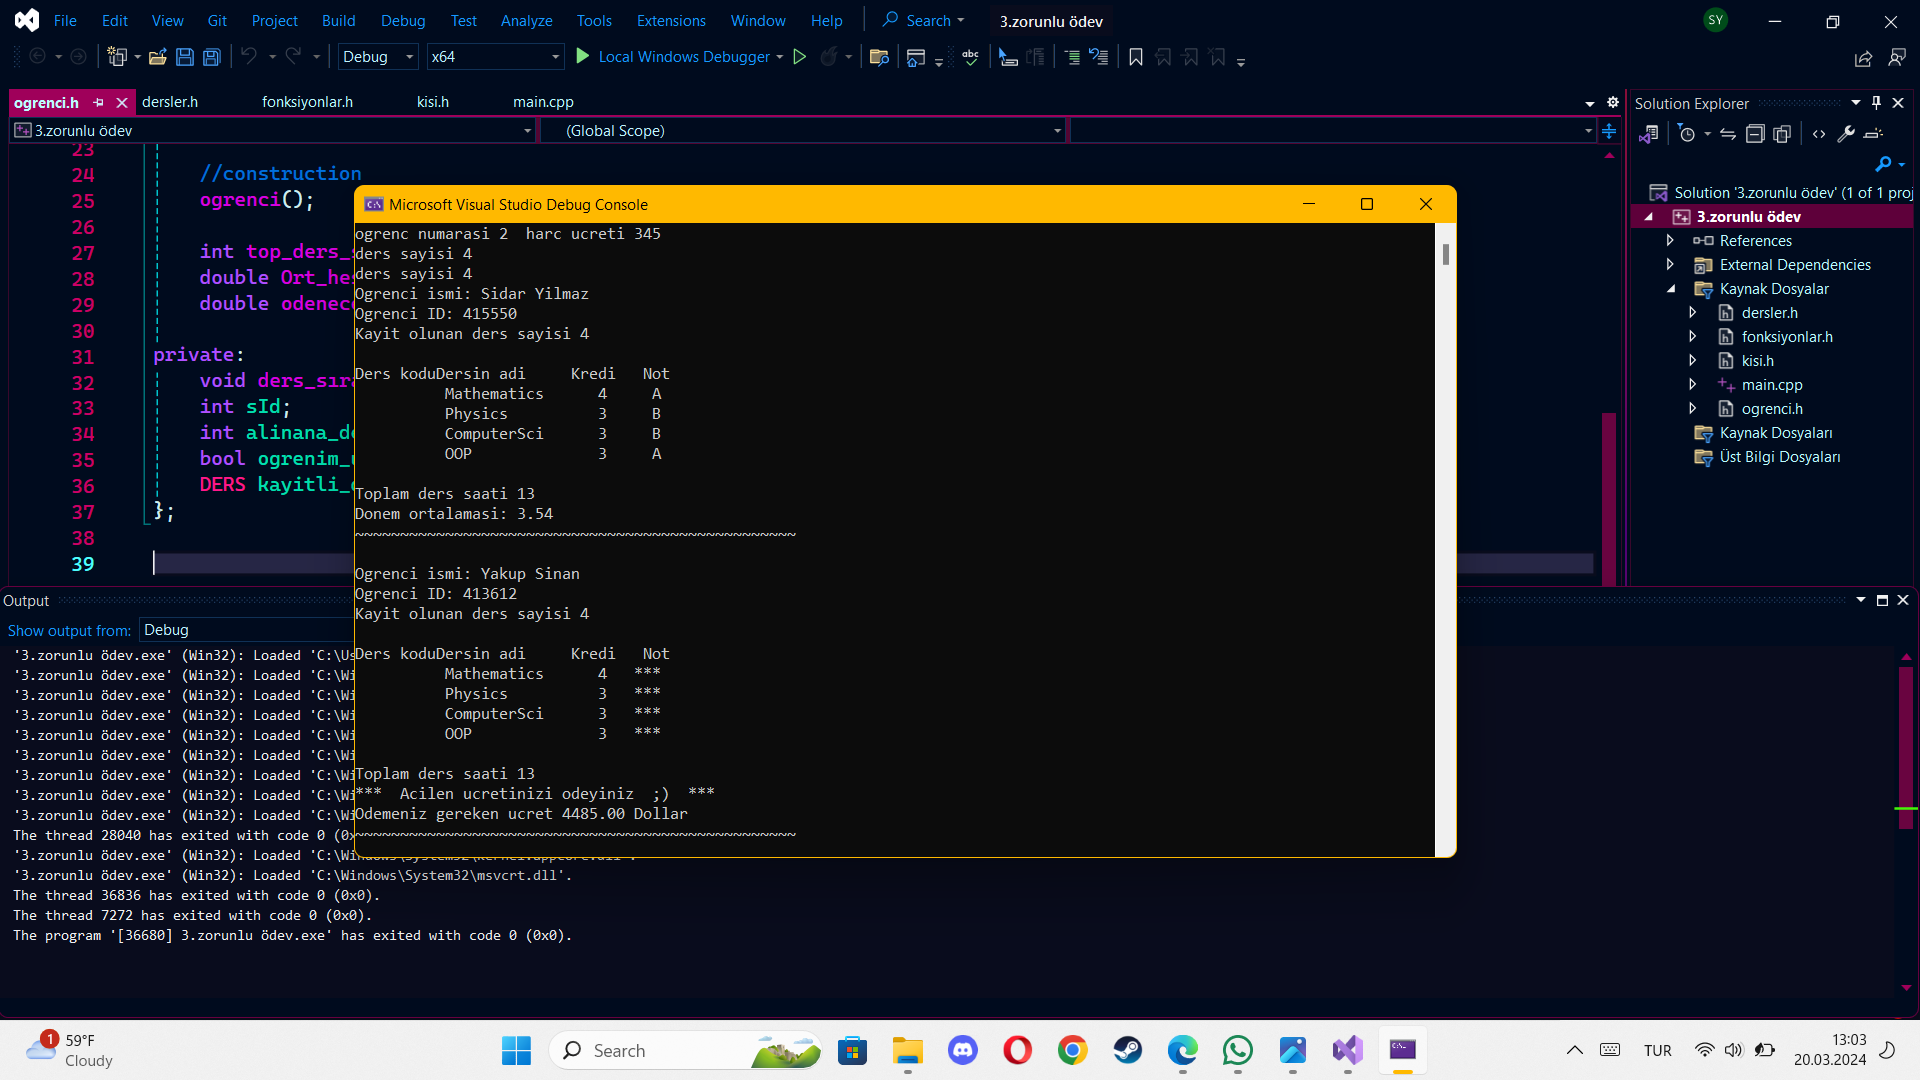 File Edit View Git Project Build Debug Test Analyze Tools Extensions Window Help Search 3.zorunlu ödev SY
Debug x64 Local Windows Debugger
ogrenci.h dersler.h fonksiyonlar.h kisi.h main.cpp
3.zorunlu ödev (Global Scope)
23
24 //construction
25 ogrenci();
26
27 int top_ders_s
28 double Ort_hes
29 double odenece
30
31 private:
32 void ders_sıra
33 int sId;
34 int alinana_de
35 bool ogrenim_
36 DERS kayitli_
37 };
38
39
Microsoft Visual Studio Debug Console
ogrenc numarasi 2  harc ucreti 345
ders sayisi 4
ders sayisi 4
Ogrenci ismi: Sidar Yilmaz
Ogrenci ID: 415550
Kayit olunan ders sayisi 4
Ders koduDersin adi     Kredi   Not
Mathematics      4     A
Physics          3     B
ComputerSci      3     B
OOP              3     A
Toplam ders saati 13
Donem ortalamasi: 3.54
~~~~~~~~~~~~~~~~~~~~~~~~~~~~~~~~~~~~~~~~~~~~~~~~~
Ogrenci ismi: Yakup Sinan
Ogrenci ID: 413612
Kayit olunan ders sayisi 4
Ders koduDersin adi     Kredi   Not
Mathematics      4   ***
Physics          3   ***
ComputerSci      3   ***
OOP              3   ***
Toplam ders saati 13
***  Acilen ucretinizi odeyiniz  ;)  ***
Odemeniz gereken ucret 4485.00 Dollar
~~~~~~~~~~~~~~~~~~~~~~~~~~~~~~~~~~~~~~~~~~~~~~~~~
Solution Explorer
Solution '3.zorunlu ödev' (1 of 1 proj
3.zorunlu ödev
References
External Dependencies
Kaynak Dosyalar
dersler.h
fonksiyonlar.h
kisi.h
main.cpp
ogrenci.h
Kaynak Dosyaları
Üst Bilgi Dosyaları
Output
Show output from: Debug
'3.zorunlu ödev.exe' (Win32): Loaded 'C:\Us
'3.zorunlu ödev.exe' (Win32): Loaded 'C:\Wi
'3.zorunlu ödev.exe' (Win32): Loaded 'C:\Wi
'3.zorunlu ödev.exe' (Win32): Loaded 'C:\Wi
'3.zorunlu ödev.exe' (Win32): Loaded 'C:\Wi
'3.zorunlu ödev.exe' (Win32): Loaded 'C:\Wi
'3.zorunlu ödev.exe' (Win32): Loaded 'C:\Wi
'3.zorunlu ödev.exe' (Win32): Loaded 'C:\Wi
'3.zorunlu ödev.exe' (Win32): Loaded 'C:\Wi
The thread 28040 has exited with code 0 (0x
'3.zorunlu ödev.exe' (Win32): Loaded 'C:\Windows\System32\kernel.appcore.dll'.
'3.zorunlu ödev.exe' (Win32): Loaded 'C:\Windows\System32\msvcrt.dll'.
The thread 36836 has exited with code 0 (0x0).
The thread 7272 has exited with code 0 (0x0).
The program '[36680] 3.zorunlu ödev.exe' has exited with code 0 (0x0).
1 59°F
Cloudy
Search
TUR
13:03
20.03.2024